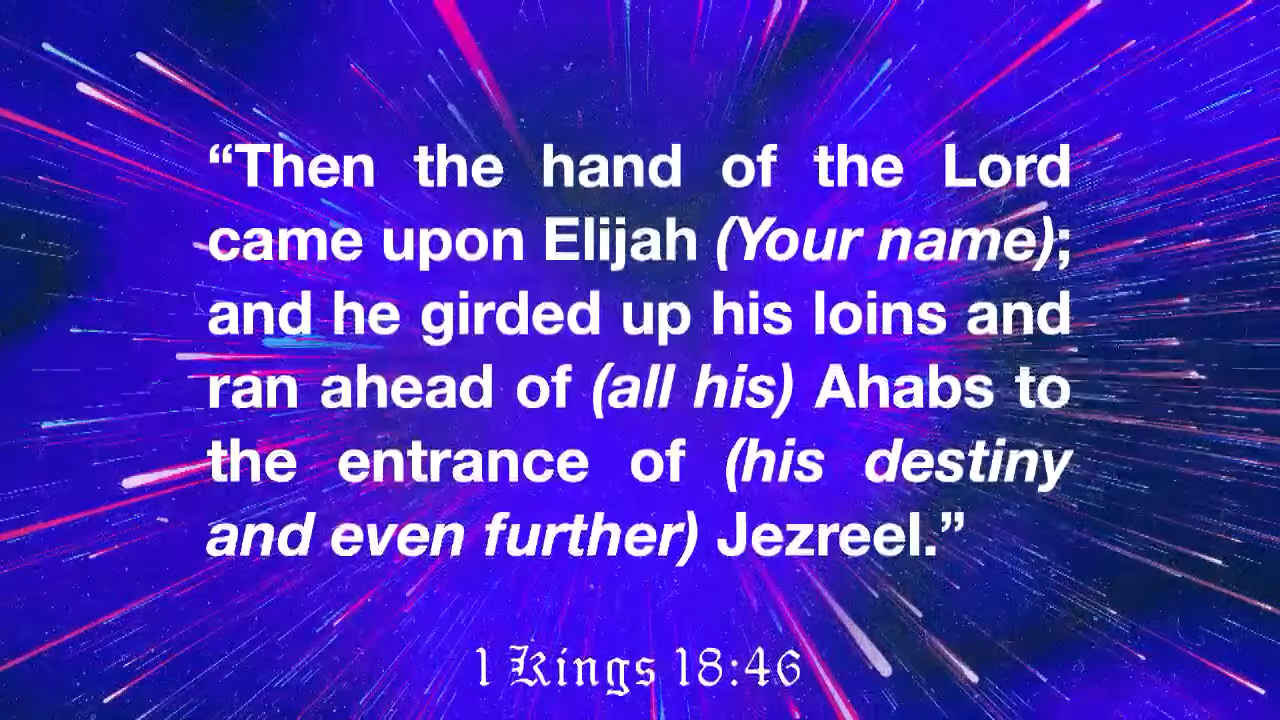 “Then the hand of the Lord
came upon Elijah (Your name);
and he girded up his loins and
ran ahead of (all his) Ahabs to
the entrance of (his destiny
and even further) Jezreel.”
1 Kings 18:46